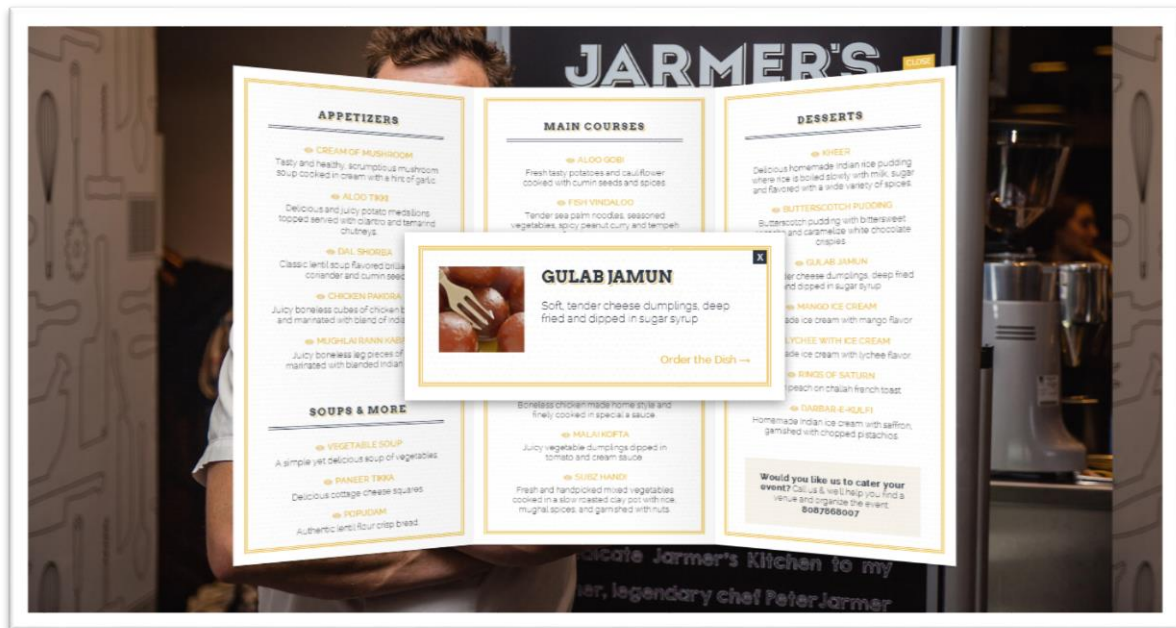 JARMER'S
CLOSE
APPETIZERS
CREAM OF MUSHROOM
Tasty and healthy, scrumptious mushroom
soup cooked in cream with a hint of garlic.
ALOO TIKKI
Delicious and juicy potato medallions
topped served with cilantro and tamarind
chutneys.
DAL SHORBA
Classic lentil soup flavored
coriander and cumin
CHICKEN PAKORA
Juicy boneless cubes of chicken
and marinated with blend of
MUGHLAI RANN
Juicy boneless leg pieces of
marinated with blended Indian
SOUPS & MORE
VEGETABLE SOUP
A simple yet delicious soup of vegetables
PANEER TIKKA
Delicious cottage cheese squares.
POPUDAM
Authentic lentil flour crisp bread.
MAIN COURSES
ALOO GOBI
Fresh tasty potatoes and cauliflower
cooked with cumin seeds and spices
FISH VINDALOO
Tender sea palm noodles, seasoned
vegetables, spicy peanut curry and tempeh
GULAB JAMUN
X
Soft, tender cheese dumplings, deep
fried and dipped in sugar syrup
Order the Dish →
Boneless chicken made home style and
finely cooked in special a sauce
MALAI KOFTA
Juicy vegetable dumplings dipped in
tomato and cream sauce
SUBZ HANDI
Fresh and handpicked mixed vegetables
cooked in a slow roasted clay pot with rice,
mughal spices, and garnished with nuts.
DESSERTS
KHEER
Delicious homemade Indian rice pudding
where rice is boiled slowly with milk, sugar
and flavored with a wide variety of spices.
BUTTERSCOTCH PUDDING
Butterscotch pudding with bittersweet
and caramelize white chocolate
crispies.
GULAB JAMUN
cheese dumplings, deep fried
and dipped in sugar syrup
MANGO ICE CREAM
ice cream with mango flavor
LYCHEE WITH ICE CREAM
ice cream with lychee flavor
RINGS OF SATURN
peach on challah french toast
DARBAR-E-KULFI
Homemade Indian ice cream with saffron,
garnished with chopped pistachios.
Would you like us to cater your
event? Call us & we'll help you find a
venue and organize the event:
8087868007
Jarmer's Kitchen to my
legendary chef Peter Jarmer